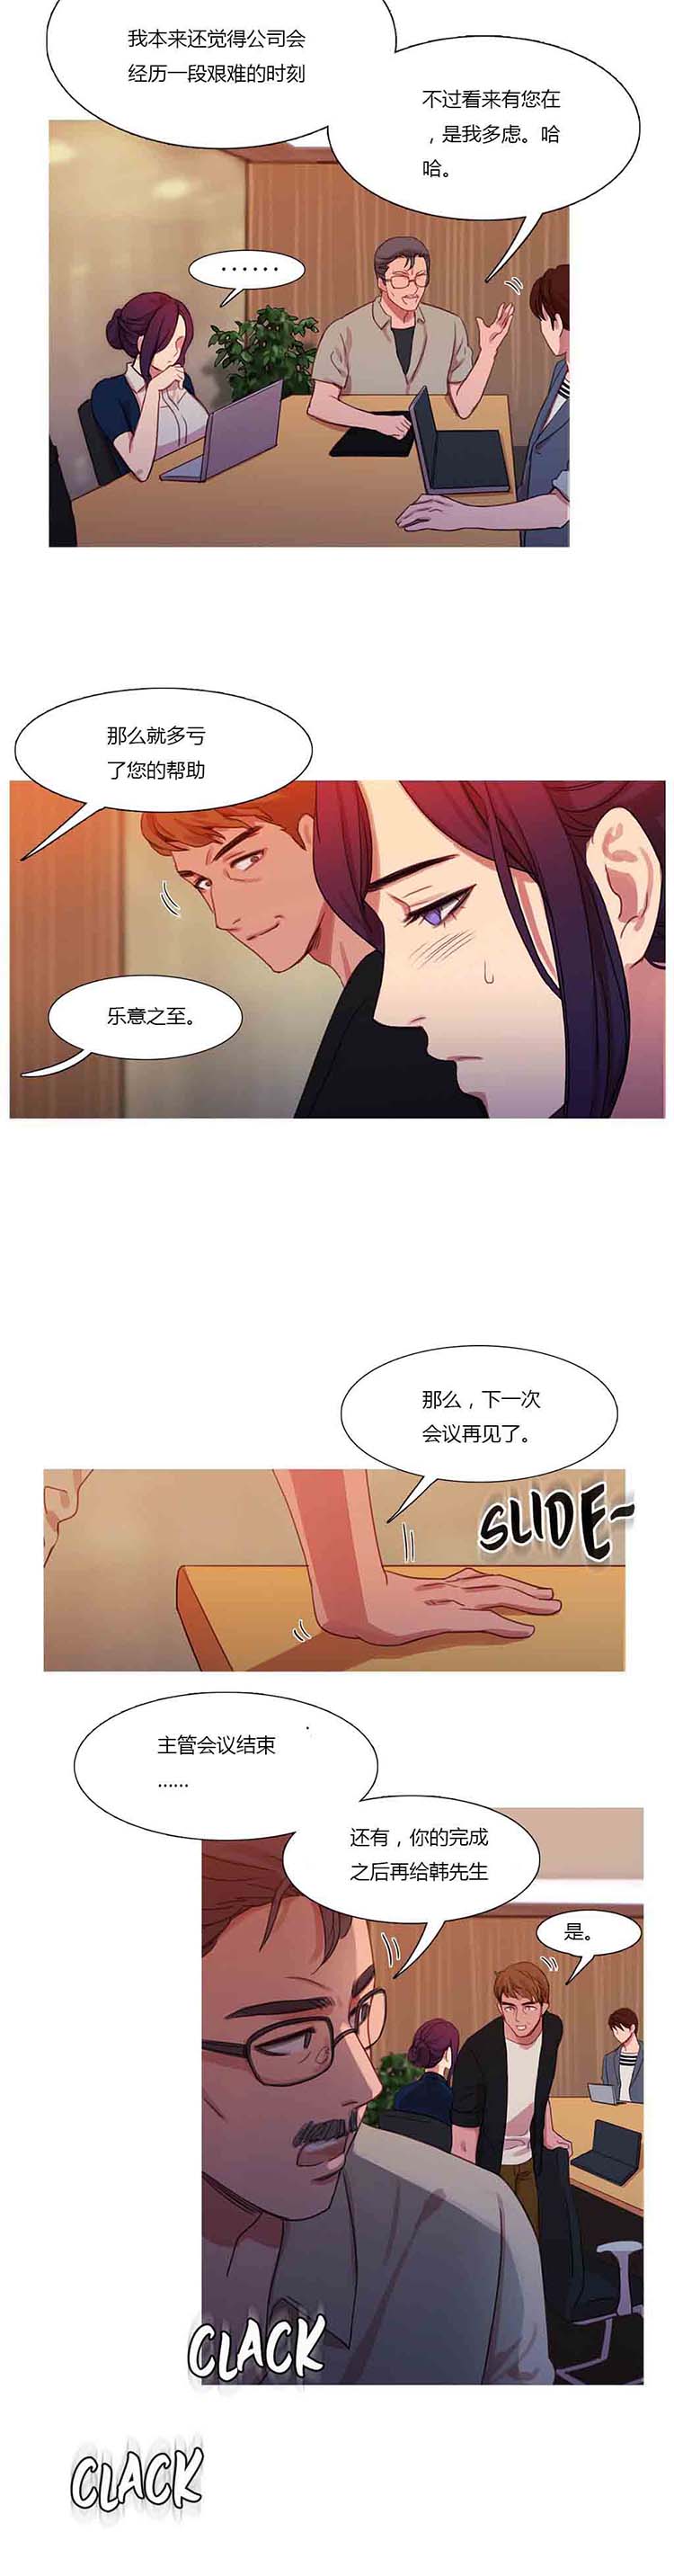 我本来还觉得公司会
经历一段艰难的时刻
不过看来有您在
，是我多虑。哈
哈。
······
那么就多亏
了您的帮助
乐意之至。
那么，下一次
会议再见了。
SLIDE~
主管会议结束
······
还有，你的完成
之后再给韩先生
是。
CLACK
CLACK